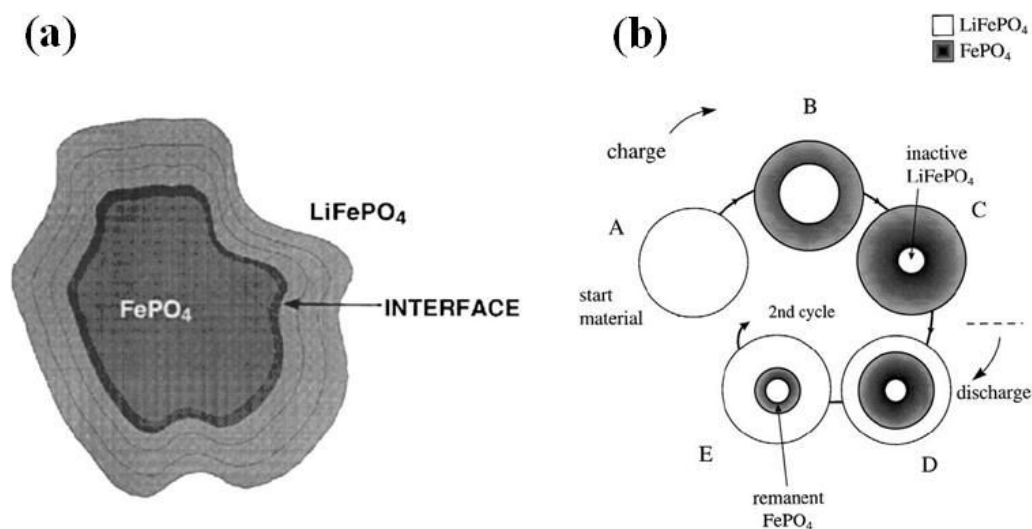 (a)
LiFePO₄
FePO₄
INTERFACE
(b)
LiFePO₄
FePO₄
charge
B
inactive
LiFePO₄
A
C
start
material
2nd cycle
discharge
E
D
remanent
FePO₄